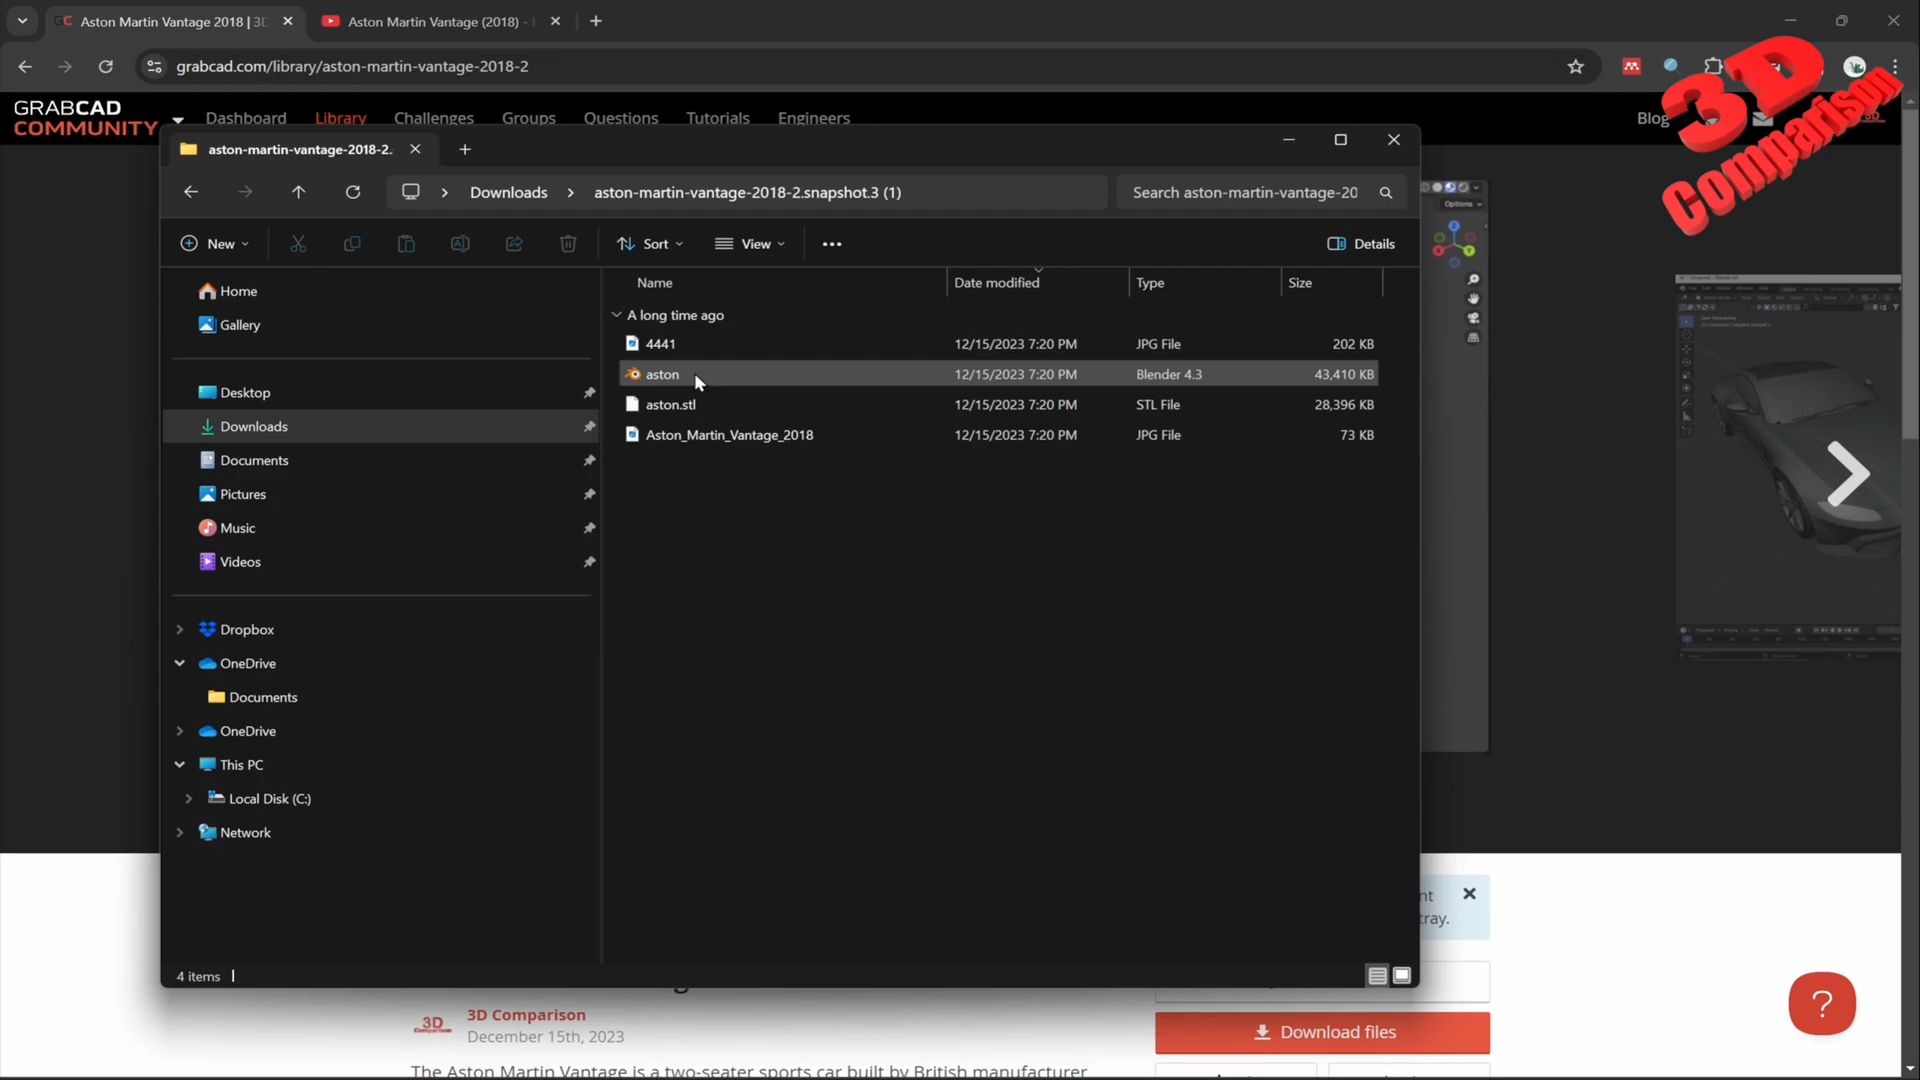 Aston Martin Vantage 2018 | 3D
Aston Martin Vantage (2018) -
grabcad.com/library/aston-martin-vantage-2018-2
3D
Comparison
GRABCAD
COMMUNITY
Dashboard
Library
Challenges
Groups
Questions
Tutorials
Engineers
Blog
aston-martin-vantage-2018-2.
Downloads
aston-martin-vantage-2018-2.snapshot.3 (1)
Search aston-martin-vantage-20
New
Sort
View
Details
Options
Home
Gallery
Desktop
Downloads
Documents
Pictures
Music
Videos
Dropbox
OneDrive
Documents
OneDrive
This PC
Local Disk (C:)
Network
Name Date modified Type Size
A long time ago
4441 12/15/2023 7:20 PM JPG File 202 KB
aston 12/15/2023 7:20 PM Blender 4.3 43,410 KB
aston.stl 12/15/2023 7:20 PM STL File 28,396 KB
Aston_Martin_Vantage_2018 12/15/2023 7:20 PM JPG File 73 KB
4 items
nt
tray.
3D
3D Comparison
December 15th, 2023
Download files
?
The Aston Martin Vantage is a two-seater sports car built by British manufacturer